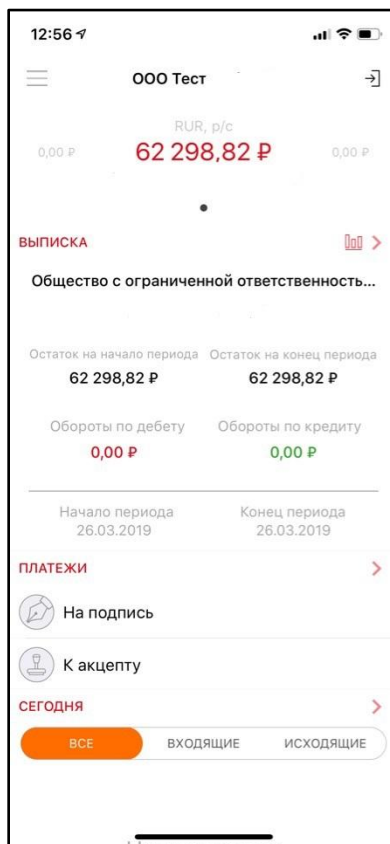 12:56
ООО Тест
RUR, р/с
0,00 ₽ 62 298,82 ₽ 0,00 ₽
ВЫПИСКА
Общество с ограниченной ответственность...
Остаток на начало периода Остаток на конец периода
62 298,82 ₽ 62 298,82 ₽
Обороты по дебету Обороты по кредиту
0,00 ₽ 0,00 ₽
Начало периода Конец периода
26.03.2019 26.03.2019
ПЛАТЕЖИ
На подпись
К акцепту
СЕГОДНЯ
ВСЕ ВХОДЯЩИЕ ИСХОДЯЩИЕ